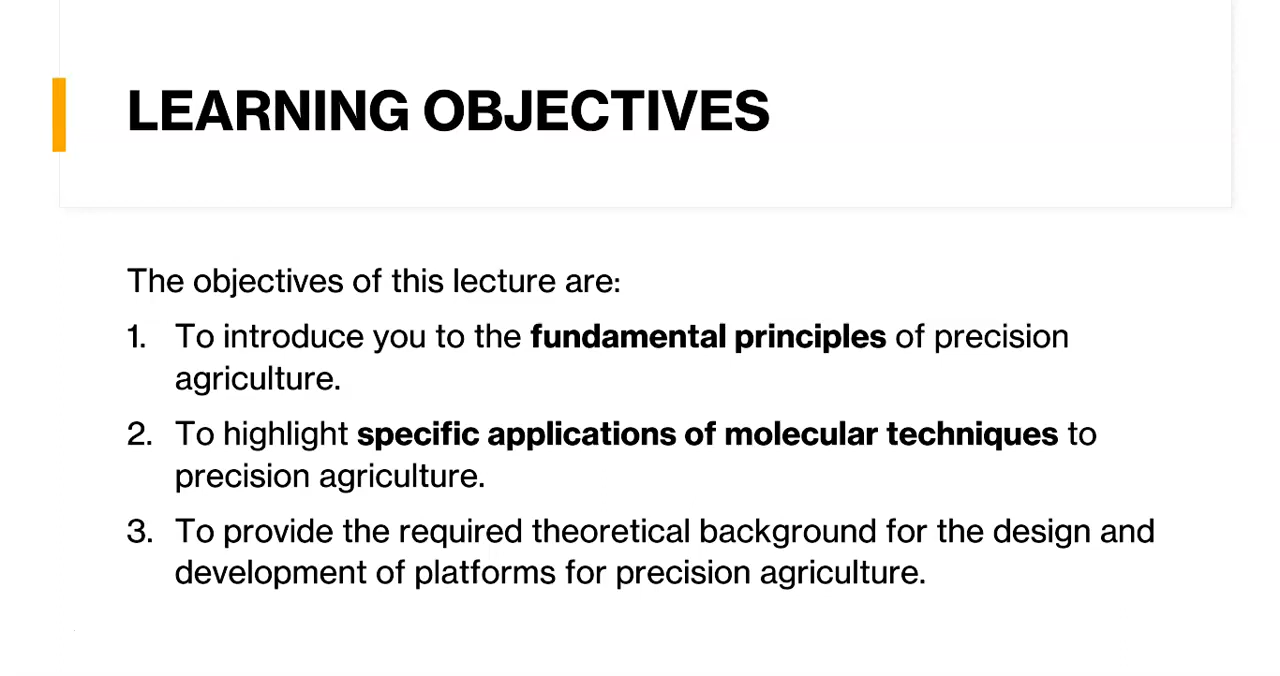 LEARNING OBJECTIVES
The objectives of this lecture are:
1. To introduce you to the fundamental principles of precision
agriculture.
2. To highlight specific applications of molecular techniques to
precision agriculture.
3. To provide the required theoretical background for the design and
development of platforms for precision agriculture.